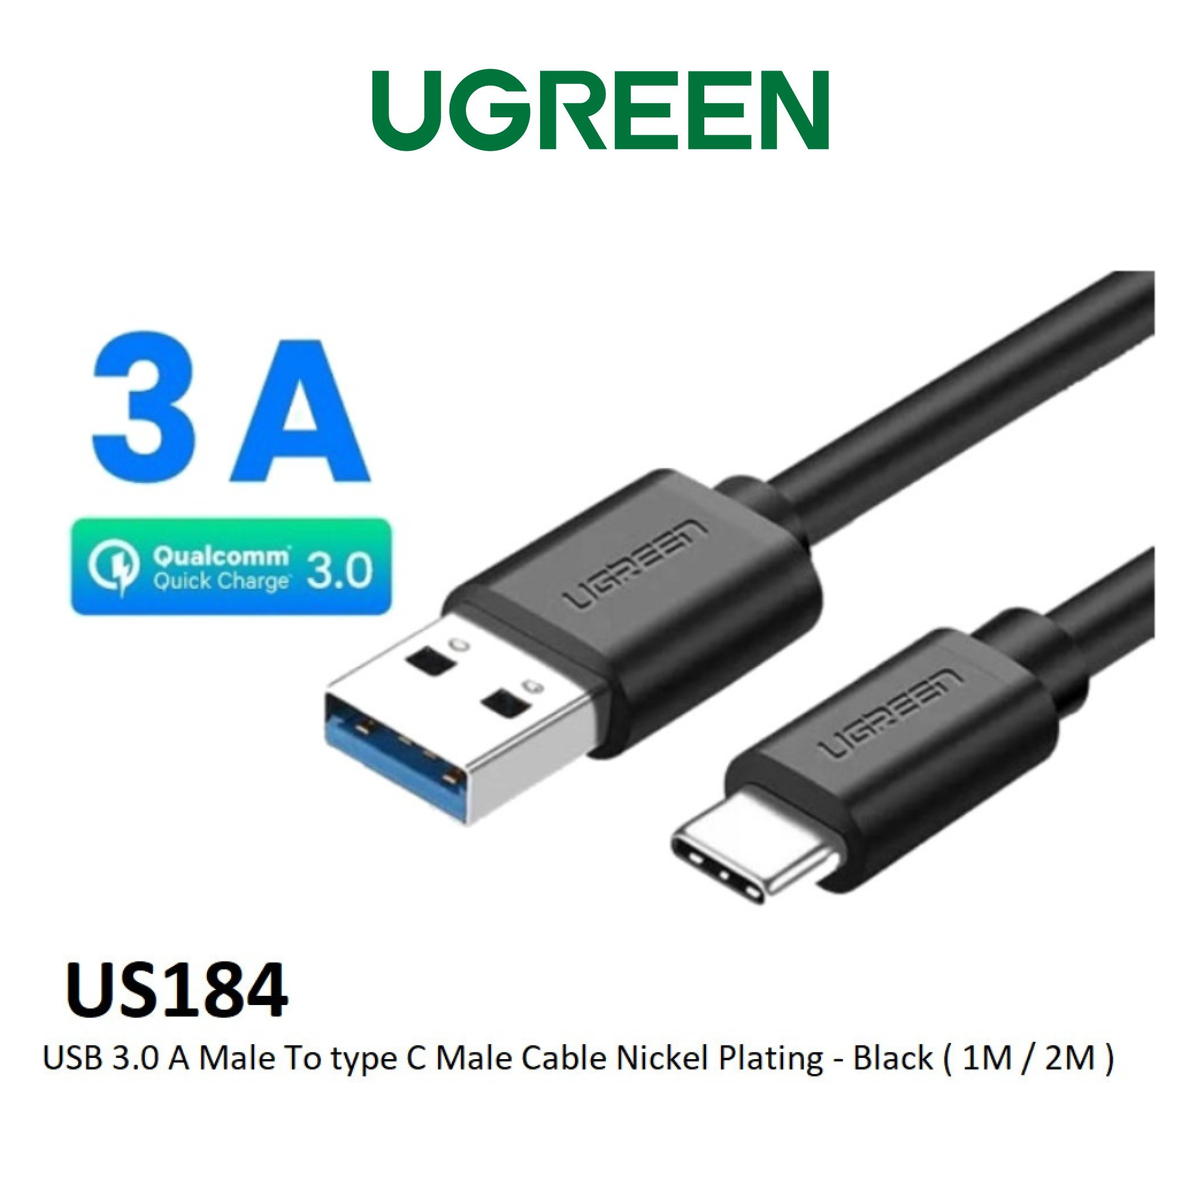 UGREEN
3 A
Qualcomm
Quick Charge 3.0
UGREEN
UGREEN
US184
USB 3.0 A Male To type C Male Cable Nickel Plating - Black ( 1M / 2M )